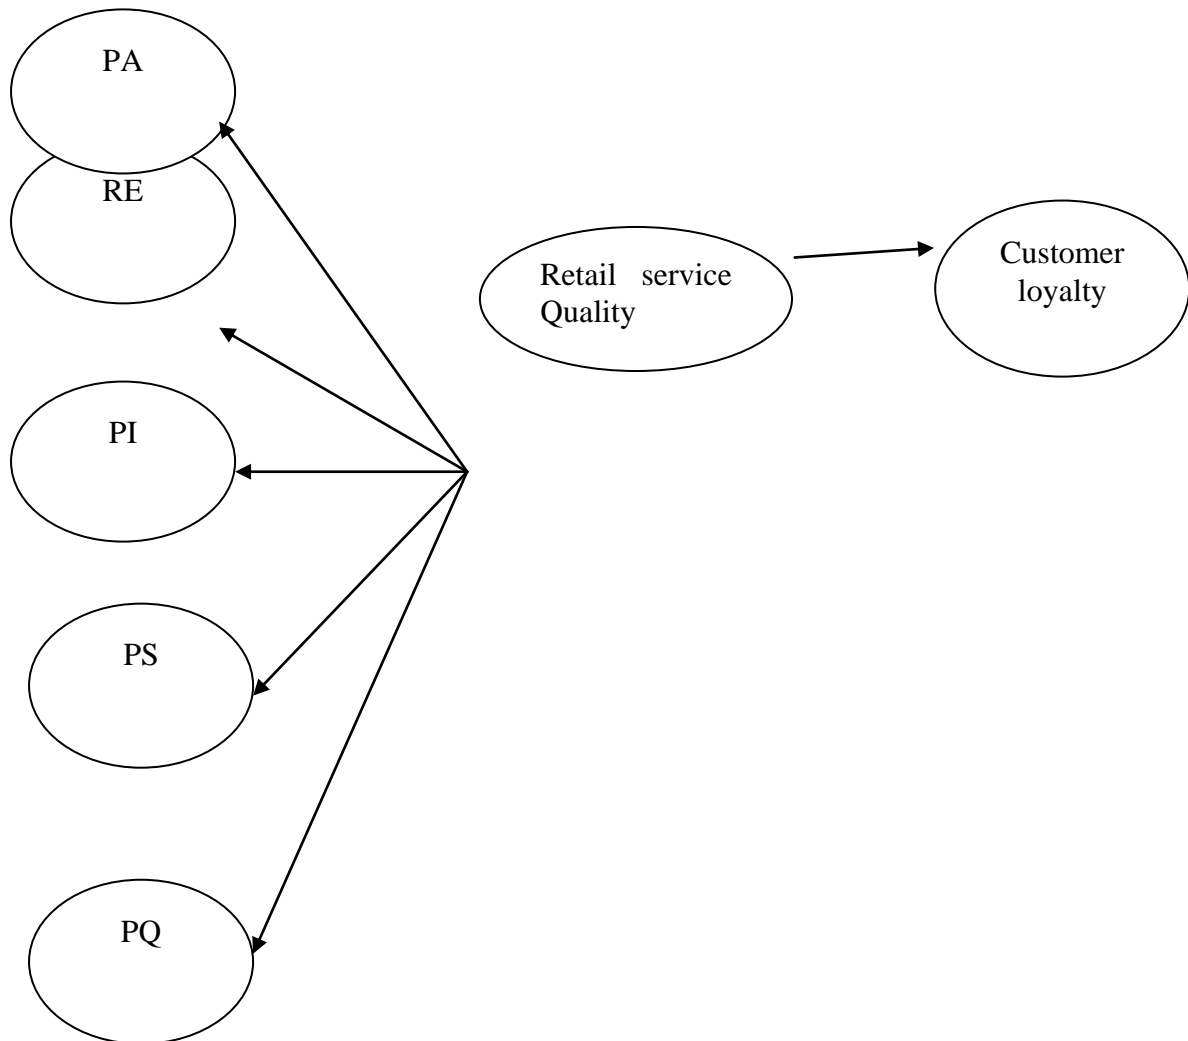 PA
RE
Retail service
Quality
Customer
loyalty
PI
PS
PQ